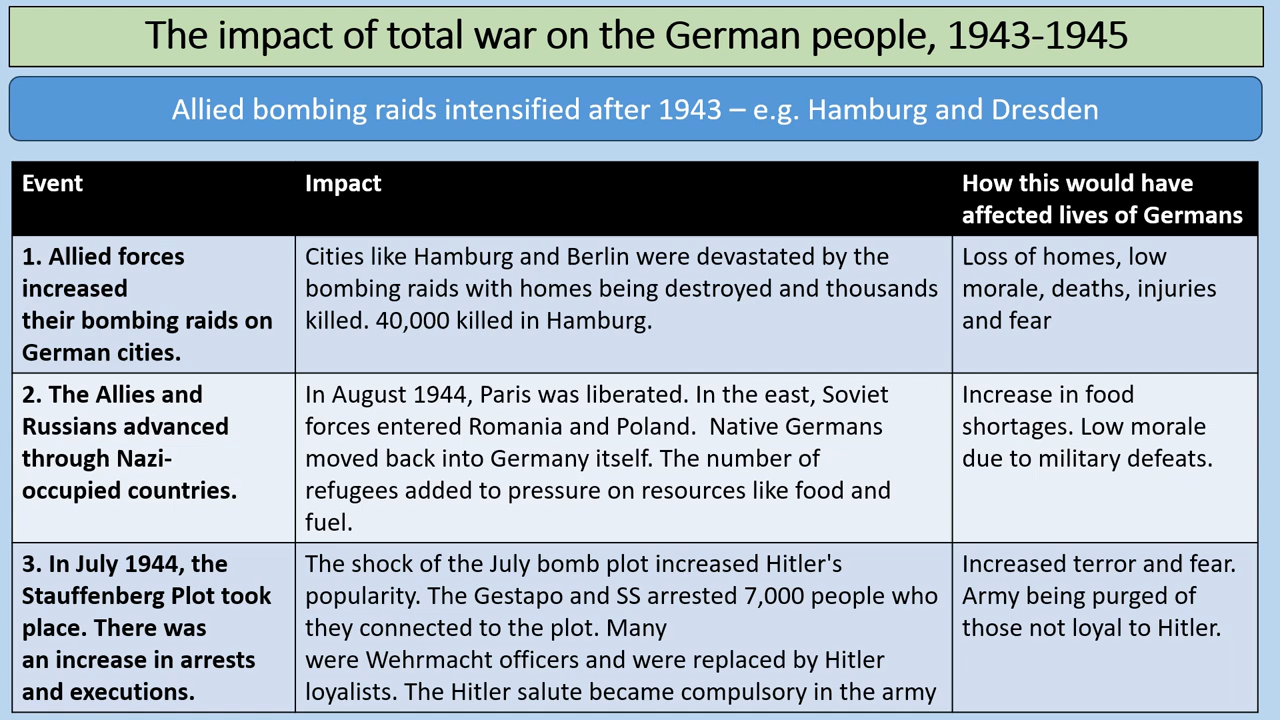 The impact of total war on the German people, 1943-1945
Allied bombing raids intensified after 1943 – e.g. Hamburg and Dresden
Event
Impact
How this would have
affected lives of Germans
1. Allied forces
increased
their bombing raids on
German cities.
Cities like Hamburg and Berlin were devastated by the
bombing raids with homes being destroyed and thousands
killed. 40,000 killed in Hamburg.
Loss of homes, low
morale, deaths, injuries
and fear
2. The Allies and
Russians advanced
through Nazi-
occupied countries.
In August 1944, Paris was liberated. In the east, Soviet
forces entered Romania and Poland.  Native Germans
moved back into Germany itself. The number of
refugees added to pressure on resources like food and
fuel.
Increase in food
shortages. Low morale
due to military defeats.
3. In July 1944, the
Stauffenberg Plot took
place. There was
an increase in arrests
and executions.
The shock of the July bomb plot increased Hitler's
popularity. The Gestapo and SS arrested 7,000 people who
they connected to the plot. Many
were Wehrmacht officers and were replaced by Hitler
loyalists. The Hitler salute became compulsory in the army
Increased terror and fear.
Army being purged of
those not loyal to Hitler.